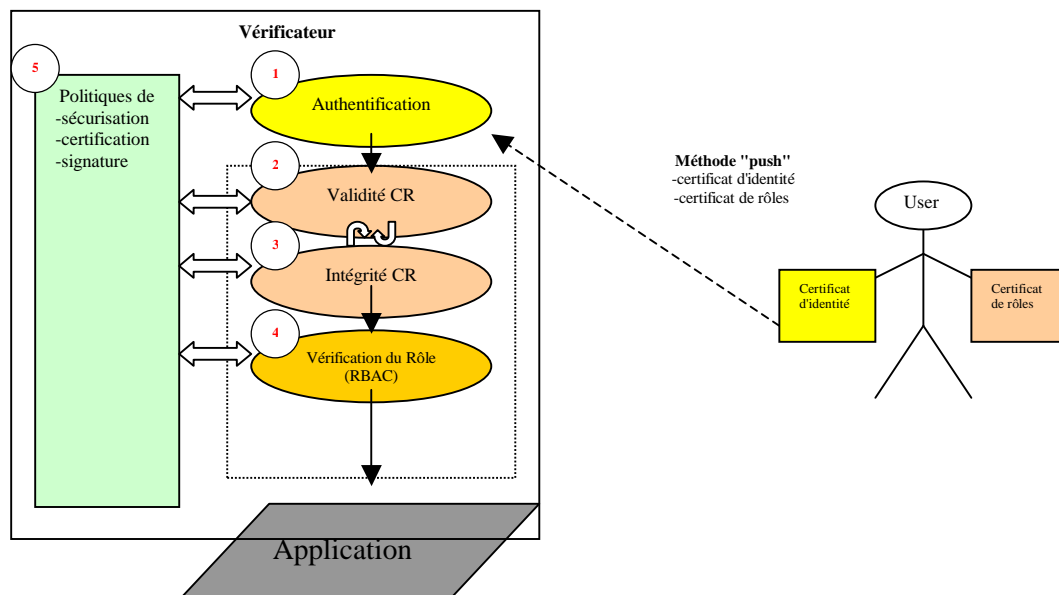 Vérificateur
5
Politiques de
-sécurisation
-certification
-signature
1
Authentification
2
Validité CR
3
Intégrité CR
4
Vérification du Rôle
(RBAC)
Application
Méthode "push"
-certificat d'identité
-certificat de rôles
User
Certificat
d'identité
Certificat
de rôles